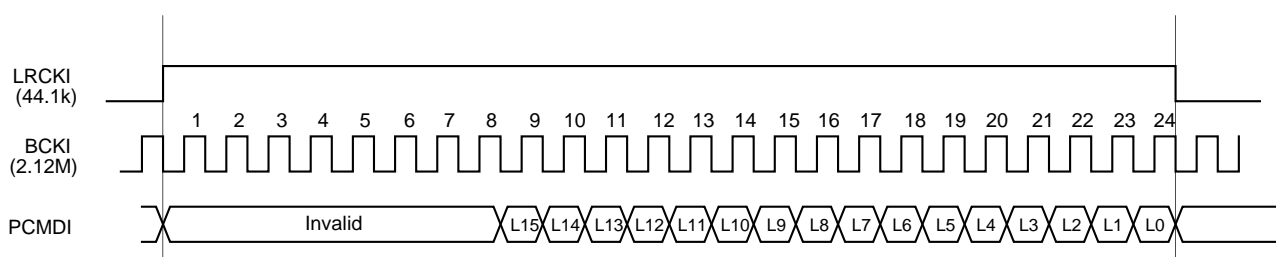 LRCKI
(44.1k)
1 2 3 4 5 6 7 8 9 10 11 12 13 14 15 16 17 18 19 20 21 22 23 24
BCKI
(2.12M)
PCMDI Invalid L15 L14 L13 L12 L11 L10 L9 L8 L7 L6 L5 L4 L3 L2 L1 L0